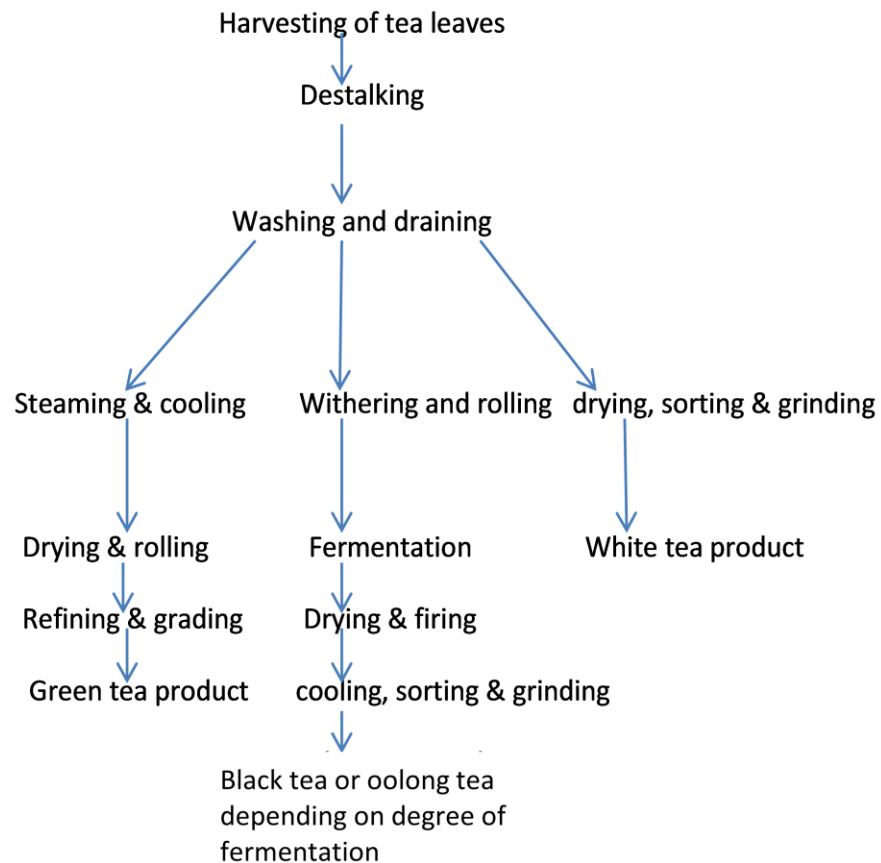 Harvesting of tea leaves
Destalking
Washing and draining
Steaming & cooling
Withering and rolling
drying, sorting & grinding
Drying & rolling
Fermentation
White tea product
Refining & grading
Drying & firing
Green tea product
cooling, sorting & grinding
Black tea or oolong tea
depending on degree of
fermentation